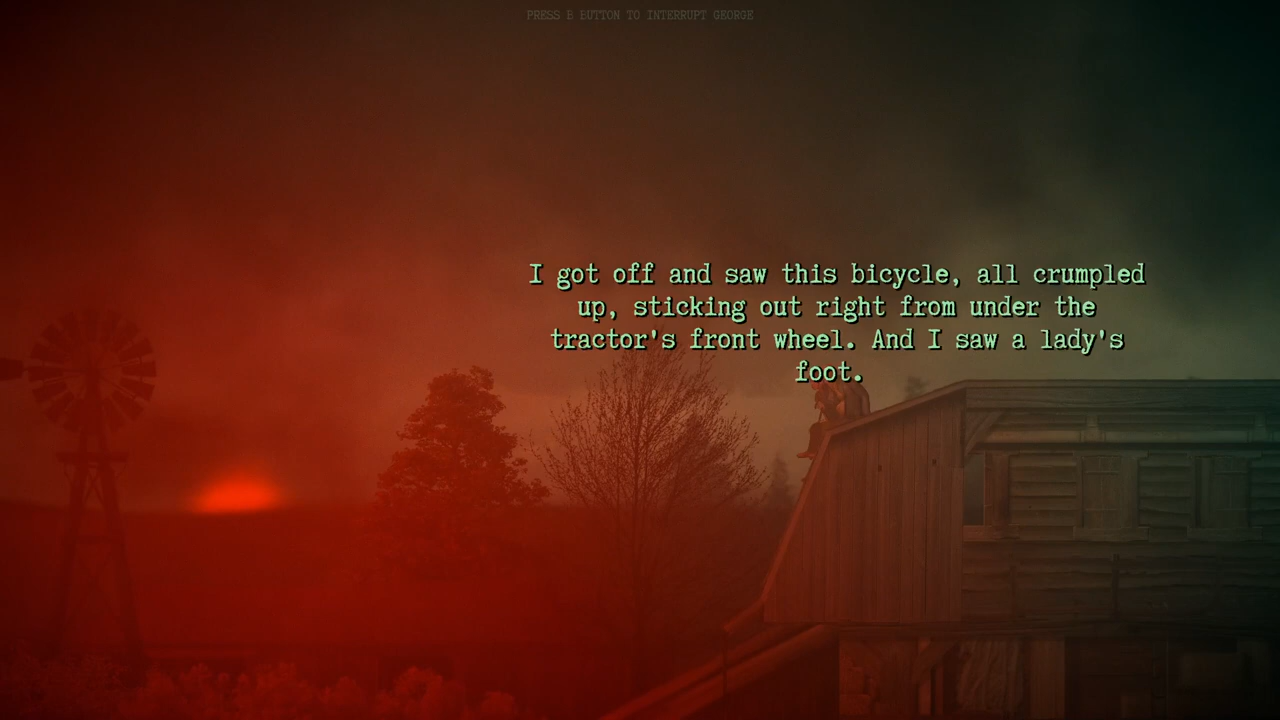 PRESS B BUTTON TO INTERRUPT GEORGE
I got off and saw this bicycle, all crumpled
up, sticking out right from under the
tractor's front wheel. And I saw a lady's
foot.